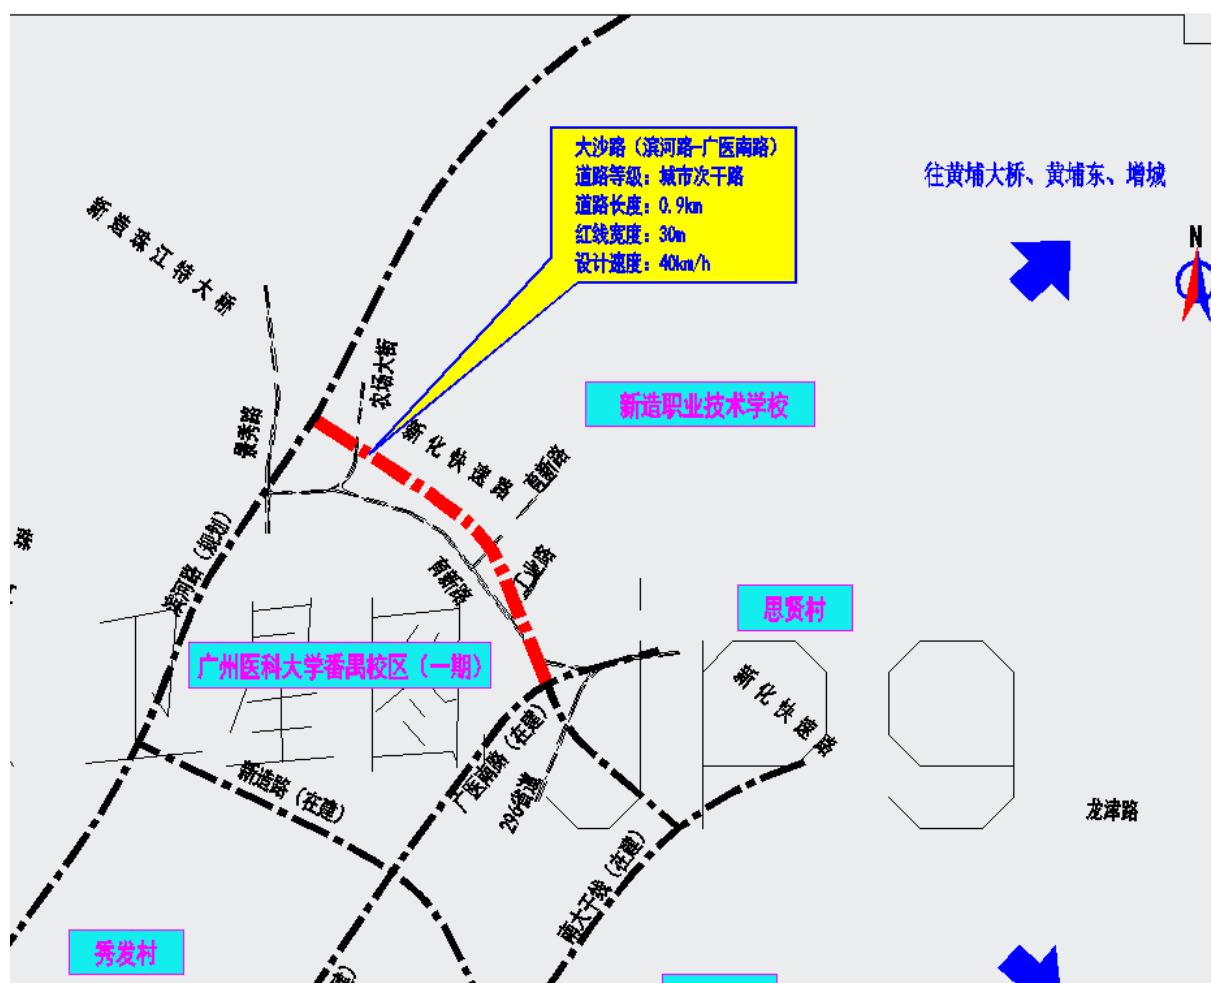 大沙路（滨河路-广医南路）
道路等级：城市次干路
道路长度：0.9km
红线宽度：30m
设计速度：40km/h
往黄埔大桥、黄埔东、增城
N
新造珠江特大桥
农场大街
景秀路
新造职业技术学校
新化快速路
滨河路（规划）
南新路
工业路
思贤村
广州医科大学番禺校区（一期）
新化快速路
新造路（在建）
广医南路（在建）
296省道
龙津路
南大干线（在建）
秀发村
建）